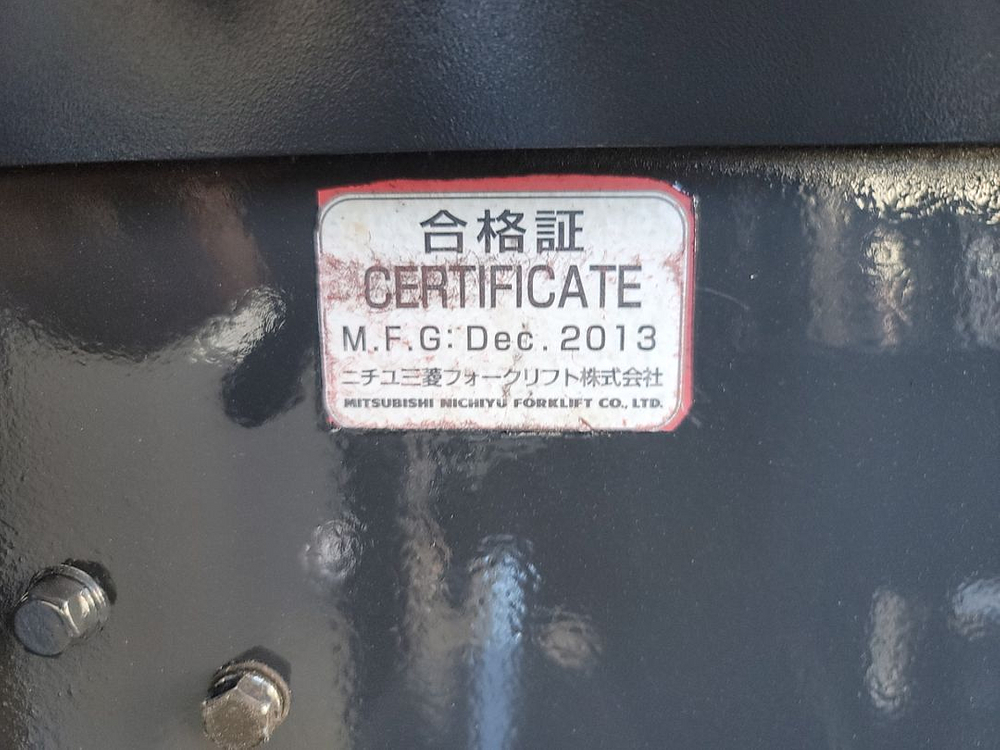 合格証
CERTIFICATE
M.F.G: Dec. 2013
ニチユ三菱フォークリフト株式会社
MITSUBISHI NICHIYU FORKLIFT CO., LTD.